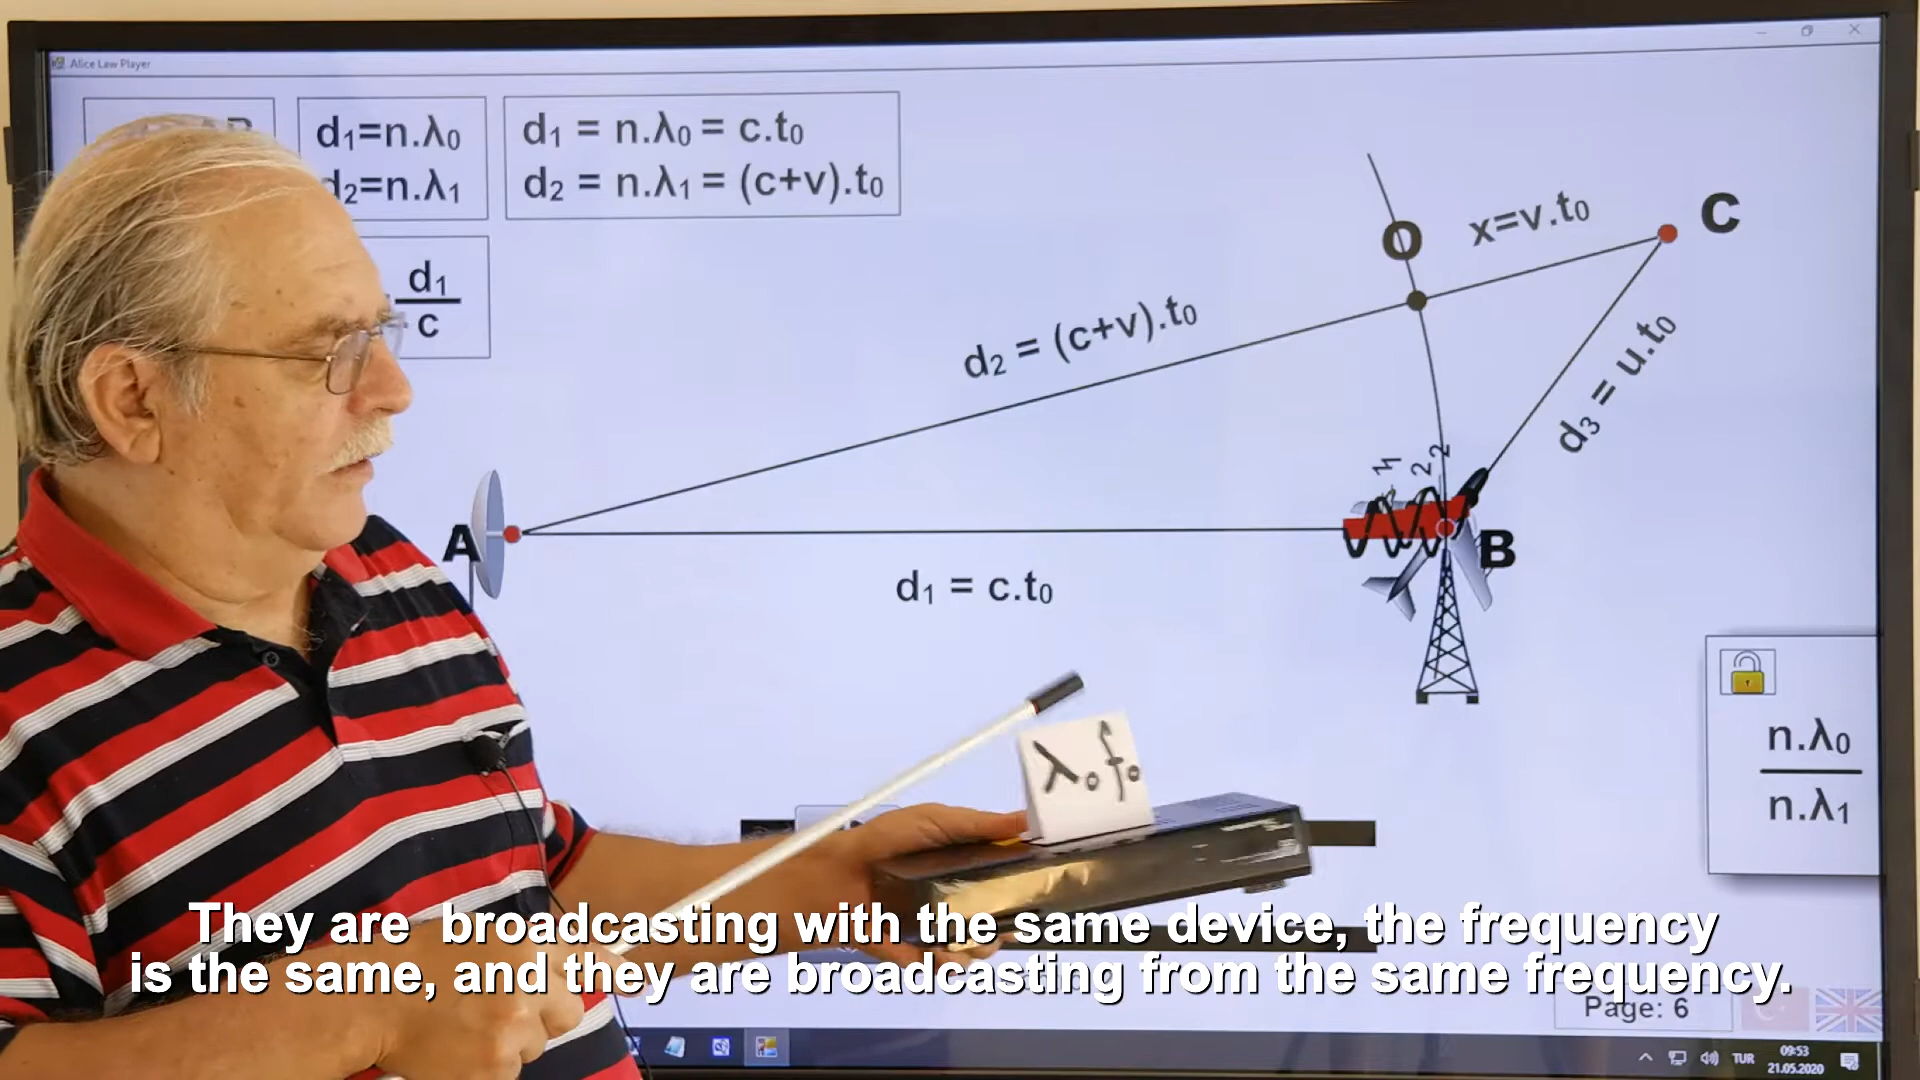 Alice Law Player
d₁=n.λ₀
d₂=n.λ₁
d₁ = n.λ₀ = c.t₀
d₂ = n.λ₁ = (c+v).t₀
d₁
c
O
x=v.t₀
C
d₂ = (c+v).t₀
d₃ = u.t₀
A
B
d₁ = c.t₀
n.λ₀
n.λ₁
λ₀f₀
They are broadcasting with the same device, the frequency
is the same, and they are broadcasting from the same frequency.
Page: 6
TUR
09:53
21.05.2020